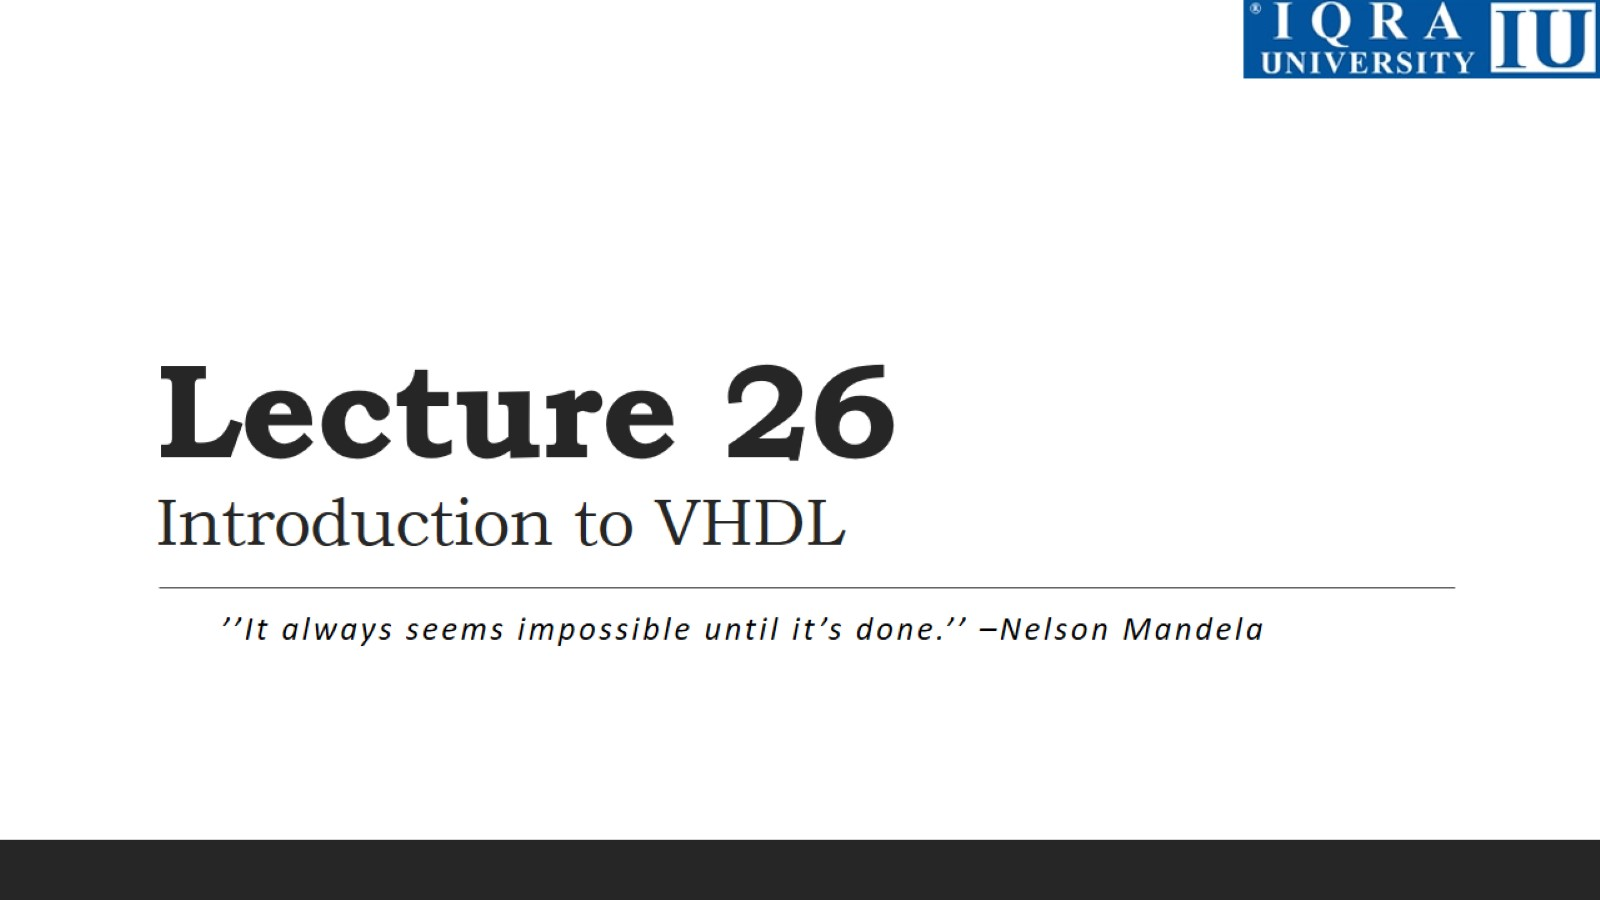 ® IQRA
UNIVERSITY IU
Lecture 26
Introduction to VHDL
’’It always seems impossible until it’s done.’’ –Nelson Mandela